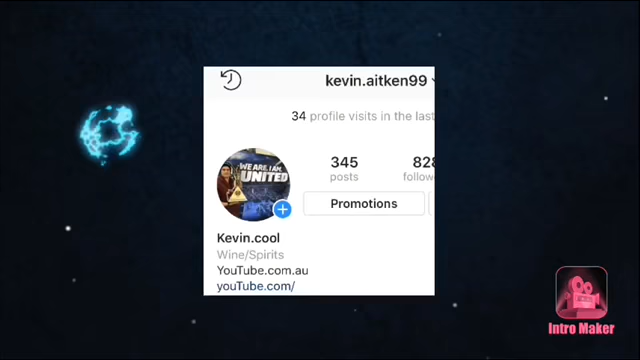 kevin.aitken99
34 profile visits in the last
345 828
posts follow
Promotions
WE ARE. I AM.
UNITED
Kevin.cool
Wine/Spirits
YouTube.com.au
youTube.com/
Intro Maker